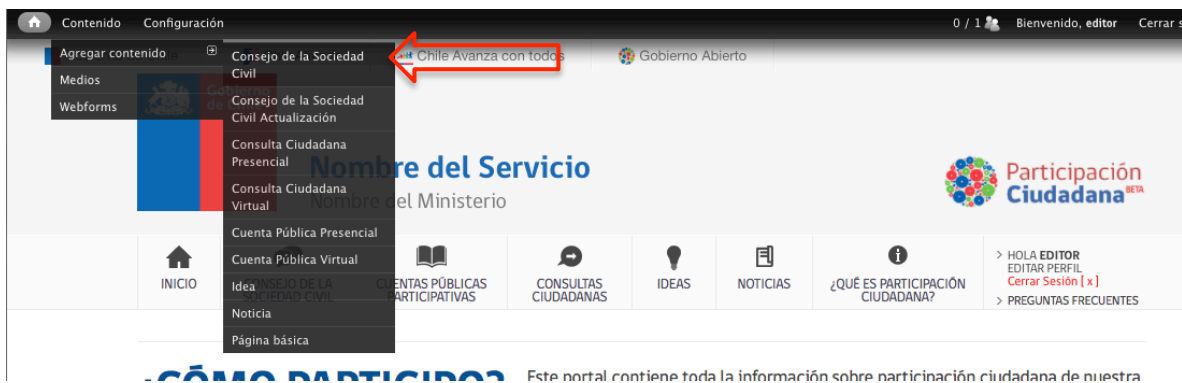 Contenido Configuración 0 / 1 Bienvenido, editor Cerrar s
Agregar contenido
Medios
Webforms
Consejo de la Sociedad
Civil
Consejo de la Sociedad
Civil Actualización
Consulta Ciudadana
Presencial
Consulta Ciudadana
Virtual
Cuenta Pública Presencial
Cuenta Pública Virtual
Idea
Noticia
Página básica
Chile Avanza con todos Gobierno Abierto
Gobierno
de
Nombre del Servicio
Nombre del Ministerio
Participación
Ciudadana BETA
INICIO
CONSEJO DE LA
SOCIEDAD CIVIL
CUENTAS PÚBLICAS
PARTICIPATIVAS
CONSULTAS
CIUDADANAS
IDEAS
NOTICIAS
¿QUÉ ES PARTICIPACIÓN
CIUDADANA?
> HOLA EDITOR
EDITAR PERFIL
Cerrar Sesión [ x ]
> PREGUNTAS FRECUENTES
¿CÓMO PARTICIPO?
Este portal contiene toda la información sobre participación ciudadana de nuestra